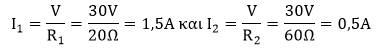 I₁ = V/R₁ = 30V/20Ω = 1,5A και I₂ = V/R₂ = 30V/60Ω = 0,5A